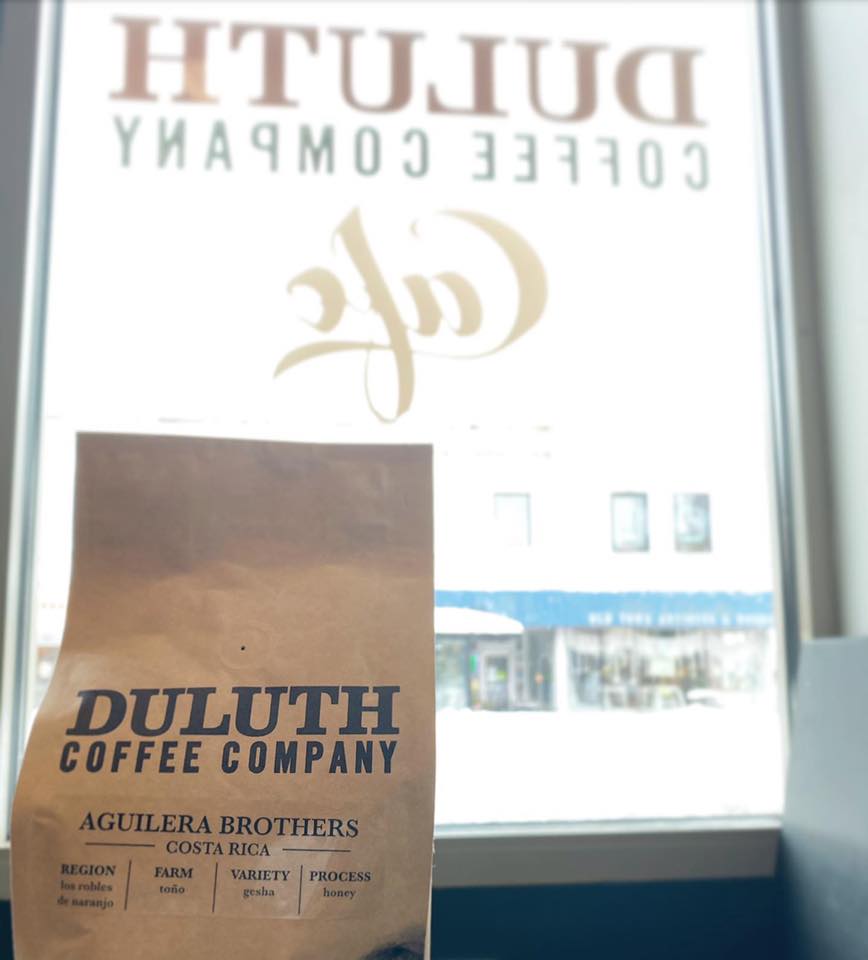 DULUTH
COFFEE COMPANY
Cafe
DULUTH
COFFEE COMPANY
AGUILERA BROTHERS
COSTA RICA
REGION
los robles
de naranjo
FARM
toño
VARIETY
gesha
PROCESS
honey